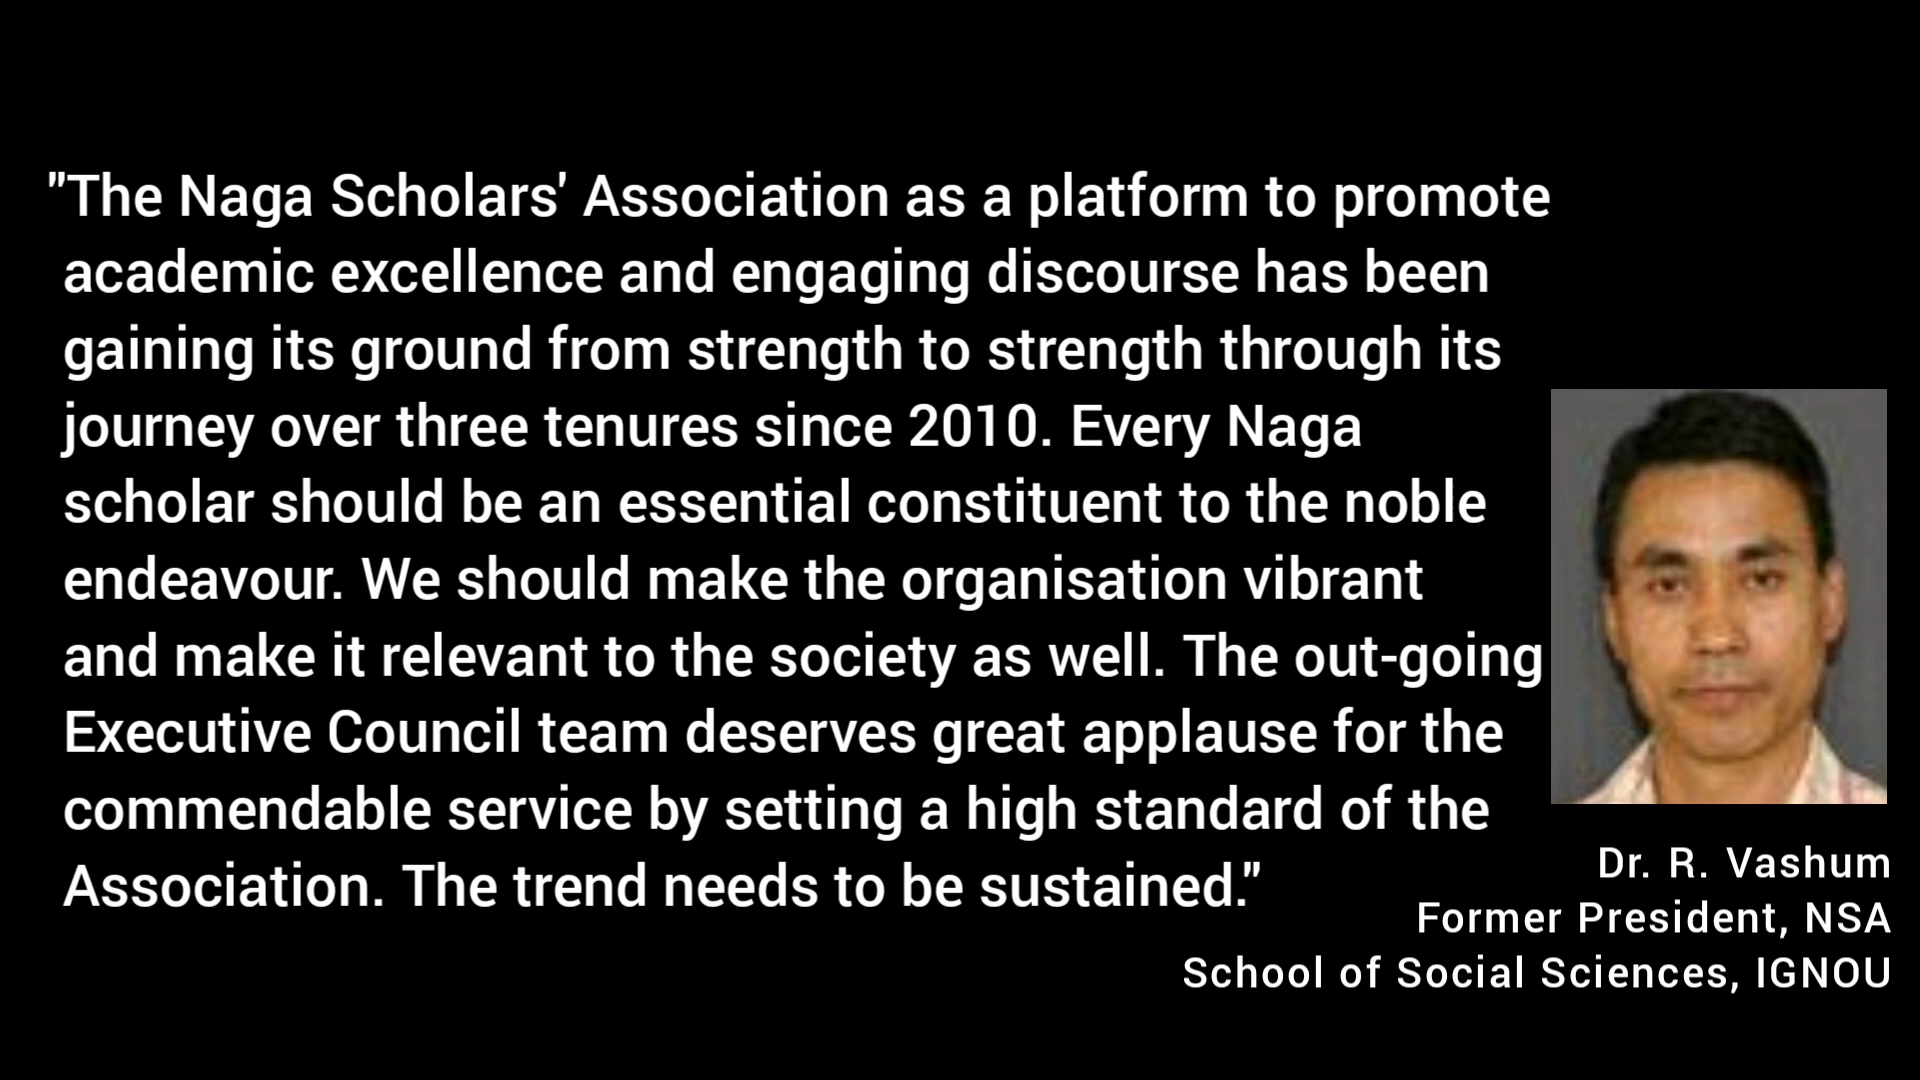 "The Naga Scholars' Association as a platform to promote
academic excellence and engaging discourse has been
gaining its ground from strength to strength through its
journey over three tenures since 2010. Every Naga
scholar should be an essential constituent to the noble
endeavour. We should make the organisation vibrant
and make it relevant to the society as well. The out-going
Executive Council team deserves great applause for the
commendable service by setting a high standard of the
Association. The trend needs to be sustained."
Dr. R. Vashum
Former President, NSA
School of Social Sciences, IGNOU